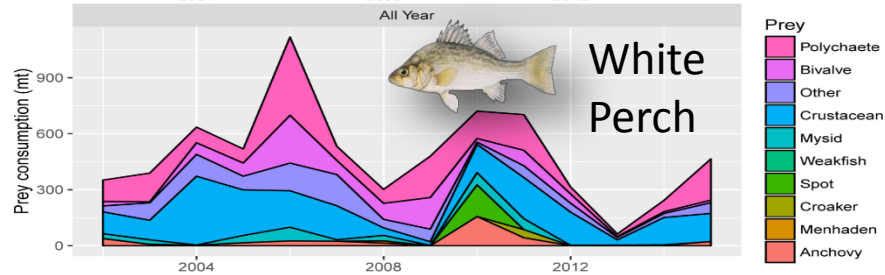 All Year
White
Perch
Prey consumption (mt)
900
600
300
0
2004
2008
2012
Prey
Polychaete
Bivalve
Other
Crustacean
Mysid
Weakfish
Spot
Croaker
Menhaden
Anchovy